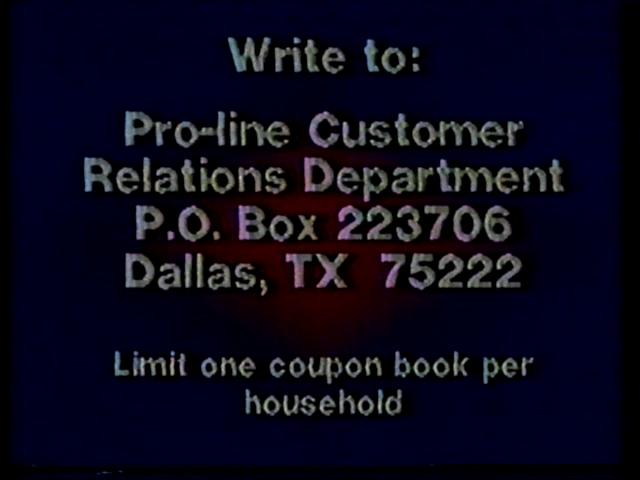 Write to:
Pro-line Customer
Relations Department
P.O. Box 223706
Dallas, TX 75222
Limit one coupon book per
household